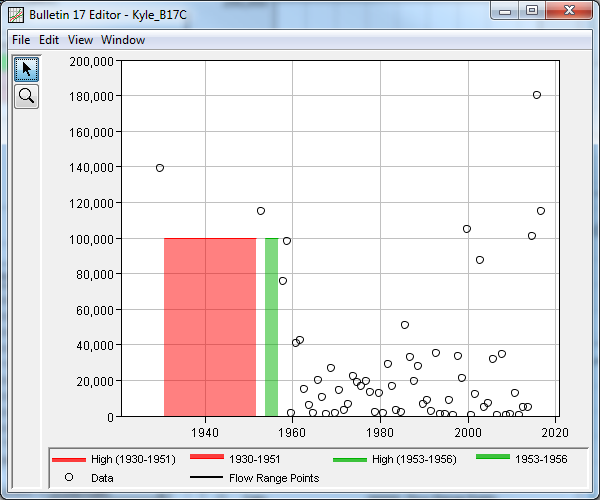 Bulletin 17 Editor - Kyle_B17C
File Edit View Window
200,000
180,000
160,000
140,000
120,000
100,000
80,000
60,000
40,000
20,000
0
1940 1960 1980 2000 2020
High (1930-1951) 1930-1951 High (1953-1956) 1953-1956
Data Flow Range Points